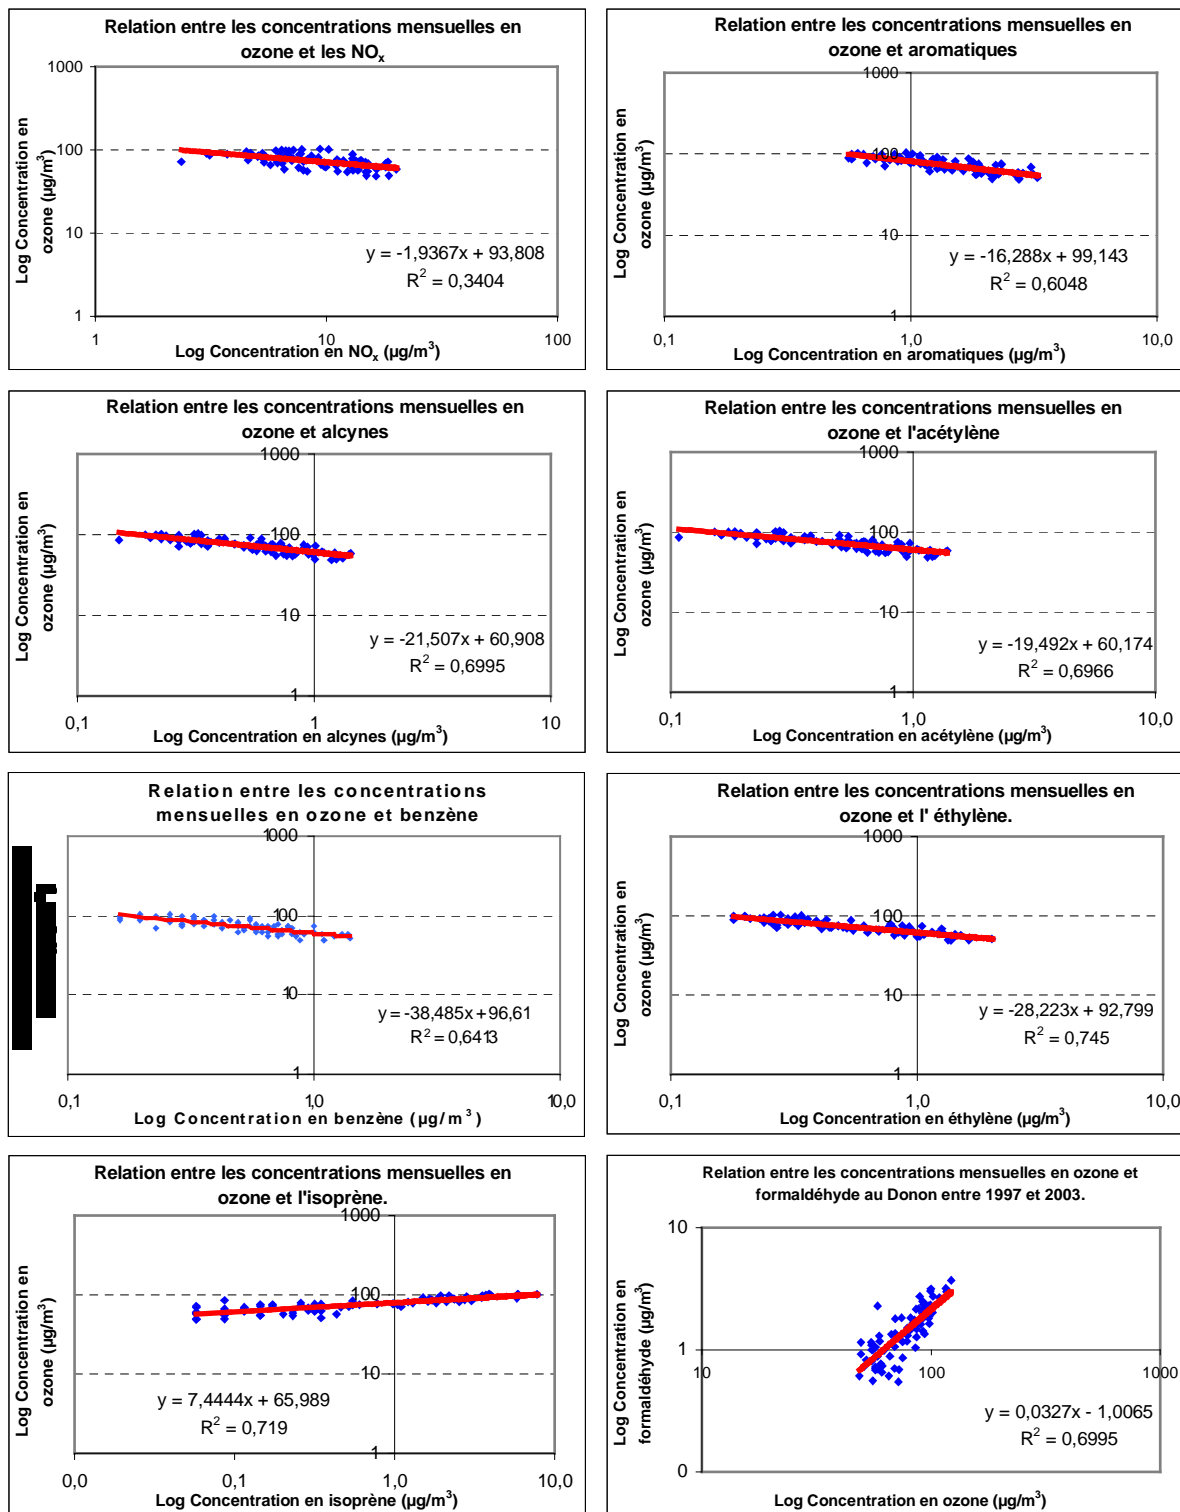 Relation entre les concentrations mensuelles en
ozone et les NOx
Log Concentration en
ozone (µg/m³)
1000
100
10
1
y = -1,9367x + 93,808
R² = 0,3404
1
10
100
Log Concentration en NOx (µg/m³)
Relation entre les concentrations mensuelles en
ozone et aromatiques
Log Concentration en
ozone (µg/m³)
1000
100
10
1
y = -16,288x + 99,143
R² = 0,6048
0,1
1,0
10,0
Log Concentration en aromatiques (µg/m³)
Relation entre les concentrations mensuelles en
ozone et alcynes
Log Concentration en
ozone (µg/m³)
1000
100
10
1
y = -21,507x + 60,908
R² = 0,6995
0,1
1
10
Log Concentration en alcynes (µg/m³)
Relation entre les concentrations mensuelles en
ozone et l'acétylène
Log Concentration en
ozone (µg/m³)
1000
100
10
1
y = -19,492x + 60,174
R² = 0,6966
0,1
1,0
10,0
Log Concentration en acétylène (µg/m³)
Relation entre les concentrations
mensuelles en ozone et benzène
1000
100
10
1
y = -38,485x + 96,61
R² = 0,6413
0,1
1,0
10,0
Log Concentration en benzène (µg/m³)
Relation entre les concentrations mensuelles en
ozone et l' éthylène.
Log Concentration en
ozone (µg/m³)
1000
100
10
1
y = -28,223x + 92,799
R² = 0,745
0,1
1,0
10,0
Log Concentration en éthylène (µg/m³)
Relation entre les concentrations mensuelles en
ozone et l'isoprène.
Log Concentration en
ozone (µg/m³)
1000
100
10
1
y = 7,4444x + 65,989
R² = 0,719
0,0
0,1
1,0
10,0
Log Concentration en isoprène (µg/m³)
Relation entre les concentrations mensuelles en ozone et
formaldéhyde au Donon entre 1997 et 2003.
Log Concentration en
formaldéhyde (µg/m³)
10
1
0
10
100
1000
y = 0,0327x - 1,0065
R² = 0,6995
Log Concentration en ozone (µg/m³)